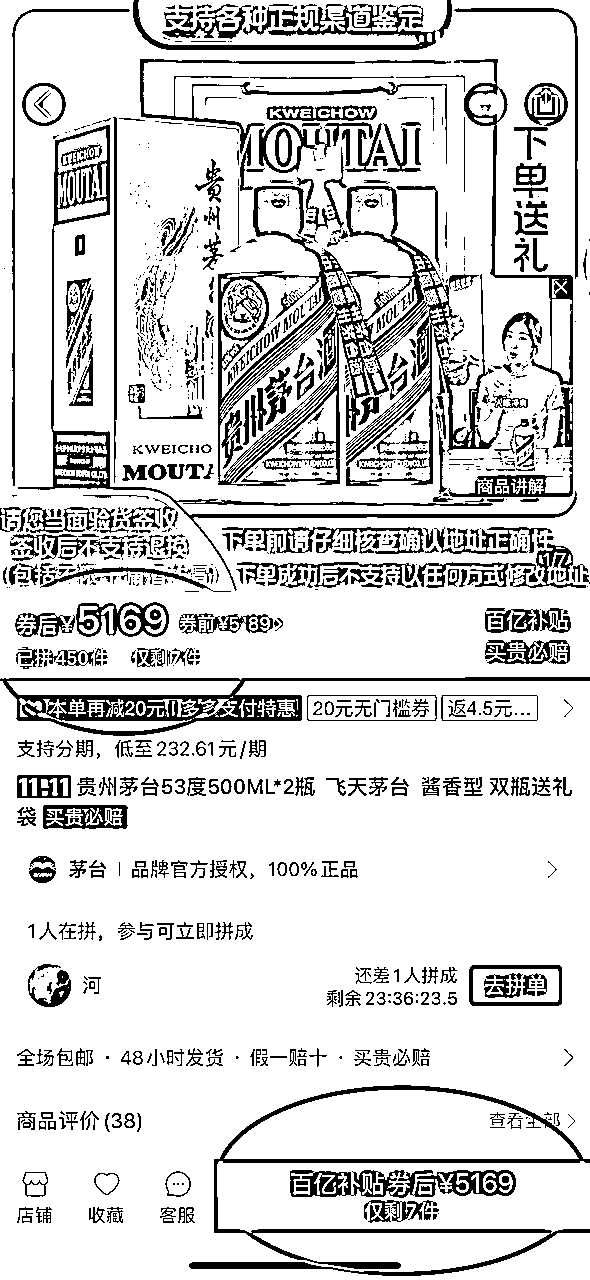 支持各种正规渠道鉴定
KWEICHOW
MOUTAI
KWEICHOW
MOUTAI
贵州茅
下单送礼
KWEICHOW MOUTAI
贵州茅台酒
贵州茅台酒
KWEICHO
MOUTA
商品讲解
请您当面验货签收
签收后不支持退换
下单前请仔细核查确认地址正确性
下单成功后不支持以任何方式修改地址
1/7
券后¥5169 券前¥5189
百亿补贴
已拼450件 仅剩7件
买贵必赔
本单再减20元 多多支付特惠 20元无门槛券 返4.5元...
支持分期，低至232.61元/期
11.11 贵州茅台53度500ML*2瓶 飞天茅台 酱香型 双瓶送礼
袋 买贵必赔
茅台 | 品牌官方授权，100%正品
1人在拼，参与可立即拼成
河
还差1人拼成
剩余23:36:23.5
去拼单
全场包邮 · 48小时发货 · 假一赔十 · 买贵必赔
商品评价 (38)
查看全部
店铺
收藏
客服
百亿补贴券后¥5169
仅剩7件